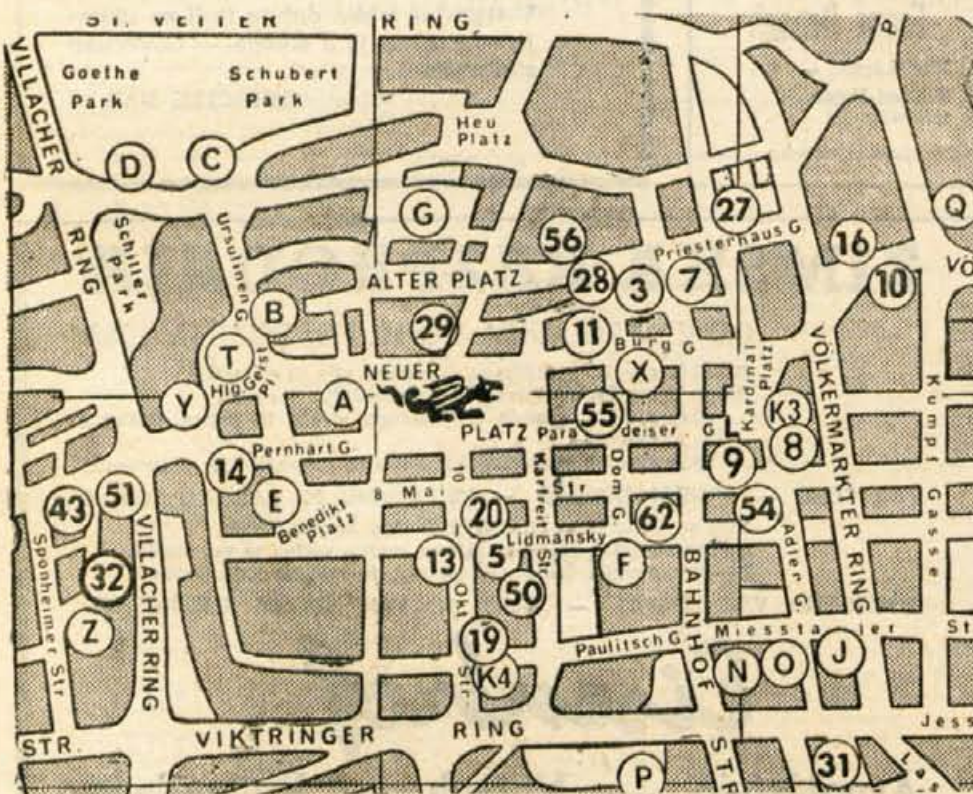 ST. VEITER RING
VILLACHER
Goethe
Park
Schubert
Park
Heu
Platz
D
C
G
27
Q
RING
Schiller
Park
Ursulinen G
56
Priesterhaus G
16
ALTER PLATZ
28
3
7
10
VÖ
B
29
11
Burg G
T
Hlg. Geist
Pl
NEUER
X
Kardinal
Platz
VÖLKERMARKTER RING
Kumpf Gasse
Y
A
55
K3
PLATZ
Paradeiser G
L
8
Pernhart G
9
14
E
8 Mai Str
Karfreit Str
Dom G
43
51
Benedikt
Platz
10 Okt Str
20
62
54
Adler G
VILLACHER RING
Lidmansky
13
5
F
BAHNHOF STR
Sponheimer Str
32
50
Z
19
Paulitsch G
Miesstaler St
K4
N
O
J
STR.
VIKTRINGER RING
Jess
P
31